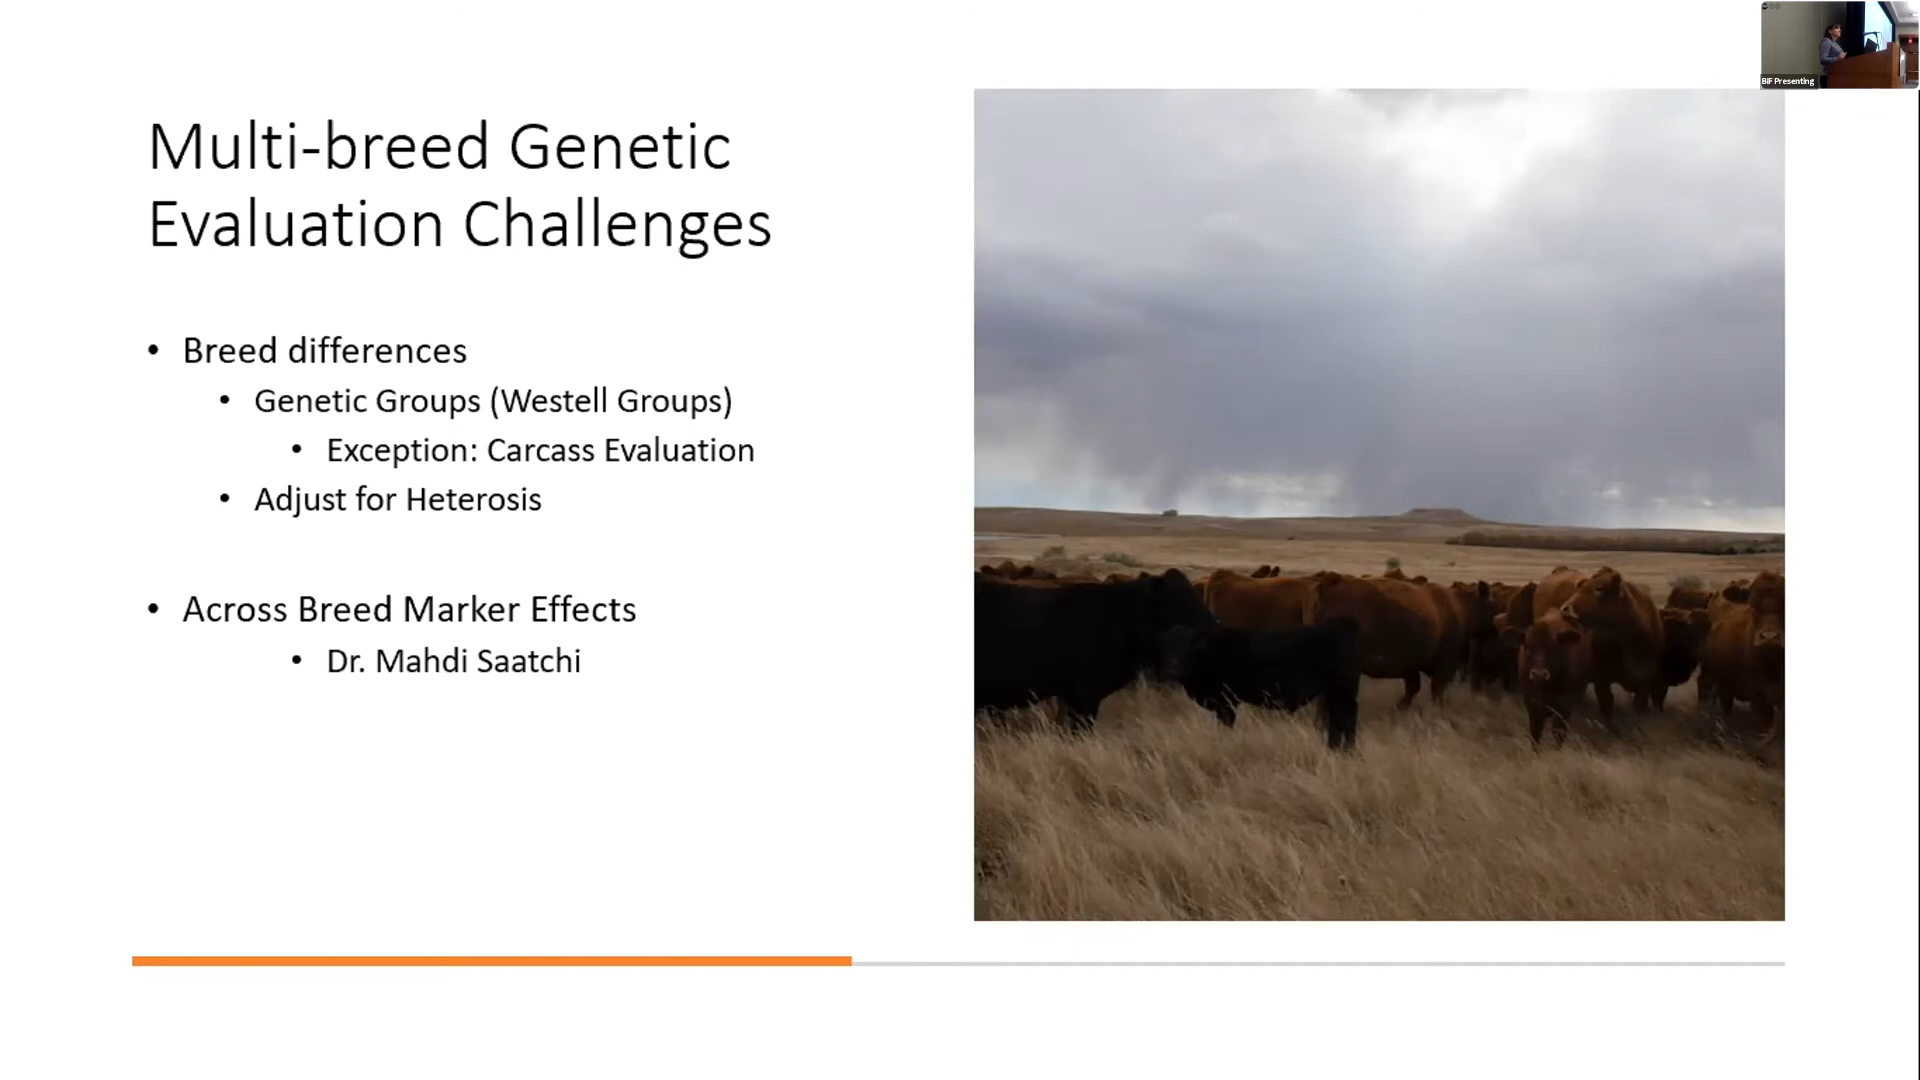 Multi-breed Genetic
Evaluation Challenges
• Breed differences
• Genetic Groups (Westell Groups)
• Exception: Carcass Evaluation
• Adjust for Heterosis
• Across Breed Marker Effects
• Dr. Mahdi Saatchi
BIF Presenting